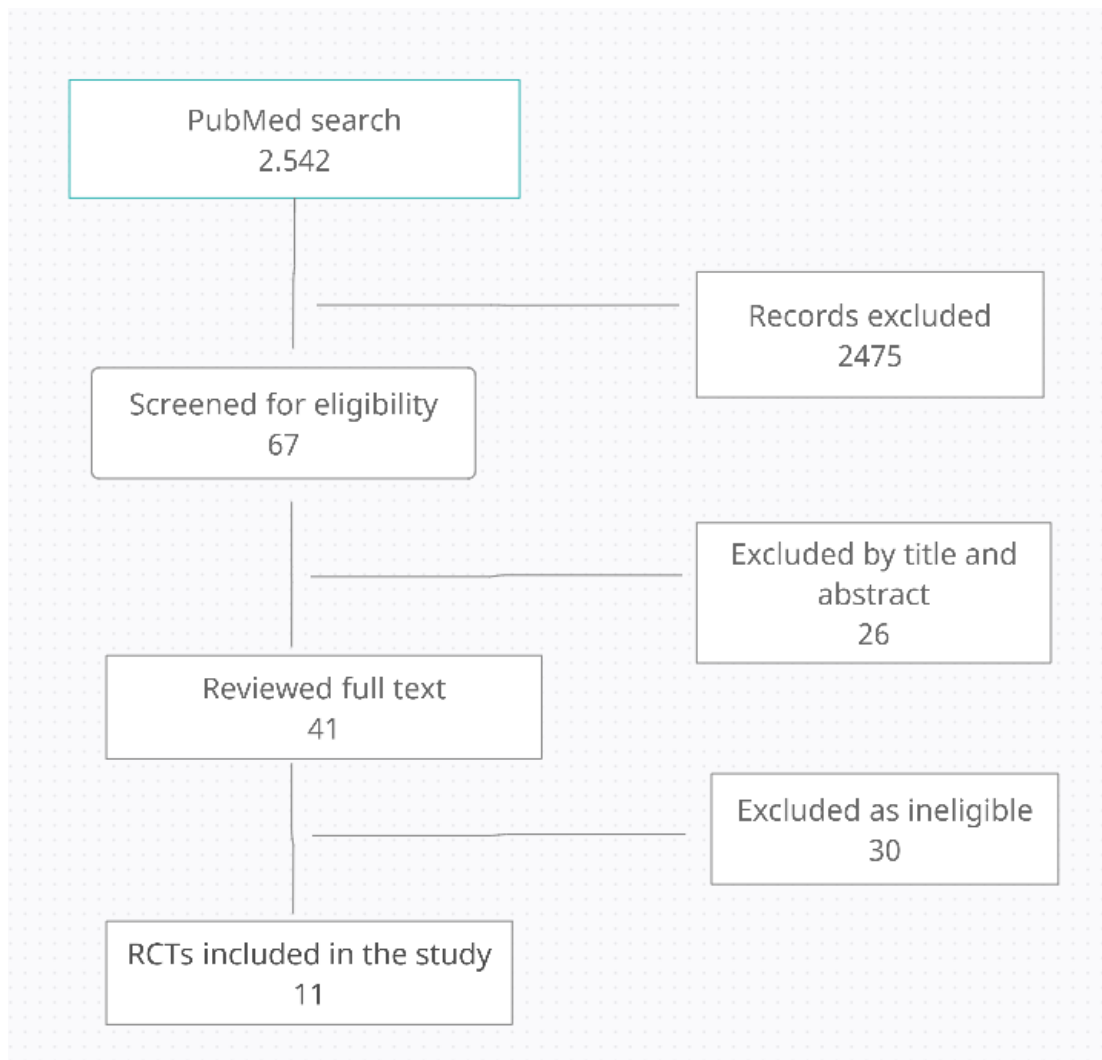 PubMed search
2.542
Records excluded
2475
Screened for eligibility
67
Excluded by title and
abstract
26
Reviewed full text
41
Excluded as ineligible
30
RCTs included in the study
11